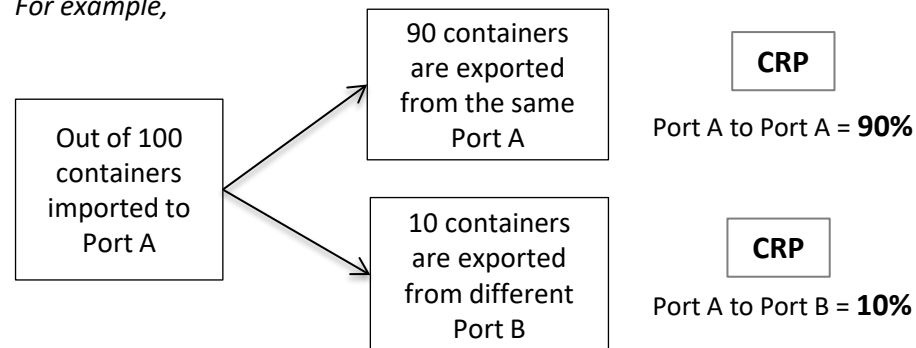 For example,
Out of 100
containers
imported to
Port A
90 containers
are exported
from the same
Port A
CRP
Port A to Port A = 90%
10 containers
are exported
from different
Port B
CRP
Port A to Port B = 10%